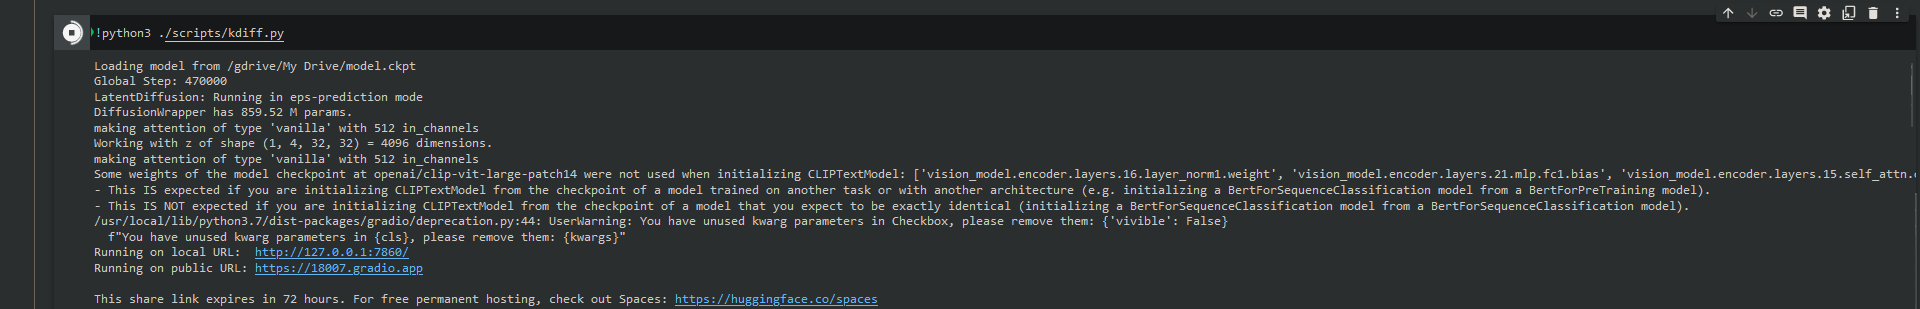 !python3 ./scripts/kdiff.py
Loading model from /gdrive/My Drive/model.ckpt
Global Step: 470000
LatentDiffusion: Running in eps-prediction mode
DiffusionWrapper has 859.52 M params.
making attention of type 'vanilla' with 512 in_channels
Working with z of shape (1, 4, 32, 32) = 4096 dimensions.
making attention of type 'vanilla' with 512 in_channels
Some weights of the model checkpoint at openai/clip-vit-large-patch14 were not used when initializing CLIPTextModel: ['vision_model.encoder.layers.16.layer_norm1.weight', 'vision_model.encoder.layers.21.mlp.fc1.bias', 'vision_model.encoder.layers.15.self_attn.
- This IS expected if you are initializing CLIPTextModel from the checkpoint of a model trained on another task or with another architecture (e.g. initializing a BertForSequenceClassification model from a BertForPreTraining model).
- This IS NOT expected if you are initializing CLIPTextModel from the checkpoint of a model that you expect to be exactly identical (initializing a BertForSequenceClassification model from a BertForSequenceClassification model).
/usr/local/lib/python3.7/dist-packages/gradio/deprecation.py:44: UserWarning: You have unused kwarg parameters in Checkbox, please remove them: {'vivible': False}
f"You have unused kwarg parameters in {cls}, please remove them: {kwargs}"
Running on local URL:  http://127.0.0.1:7860/
Running on public URL: https://18007.gradio.app
This share link expires in 72 hours. For free permanent hosting, check out Spaces: https://huggingface.co/spaces